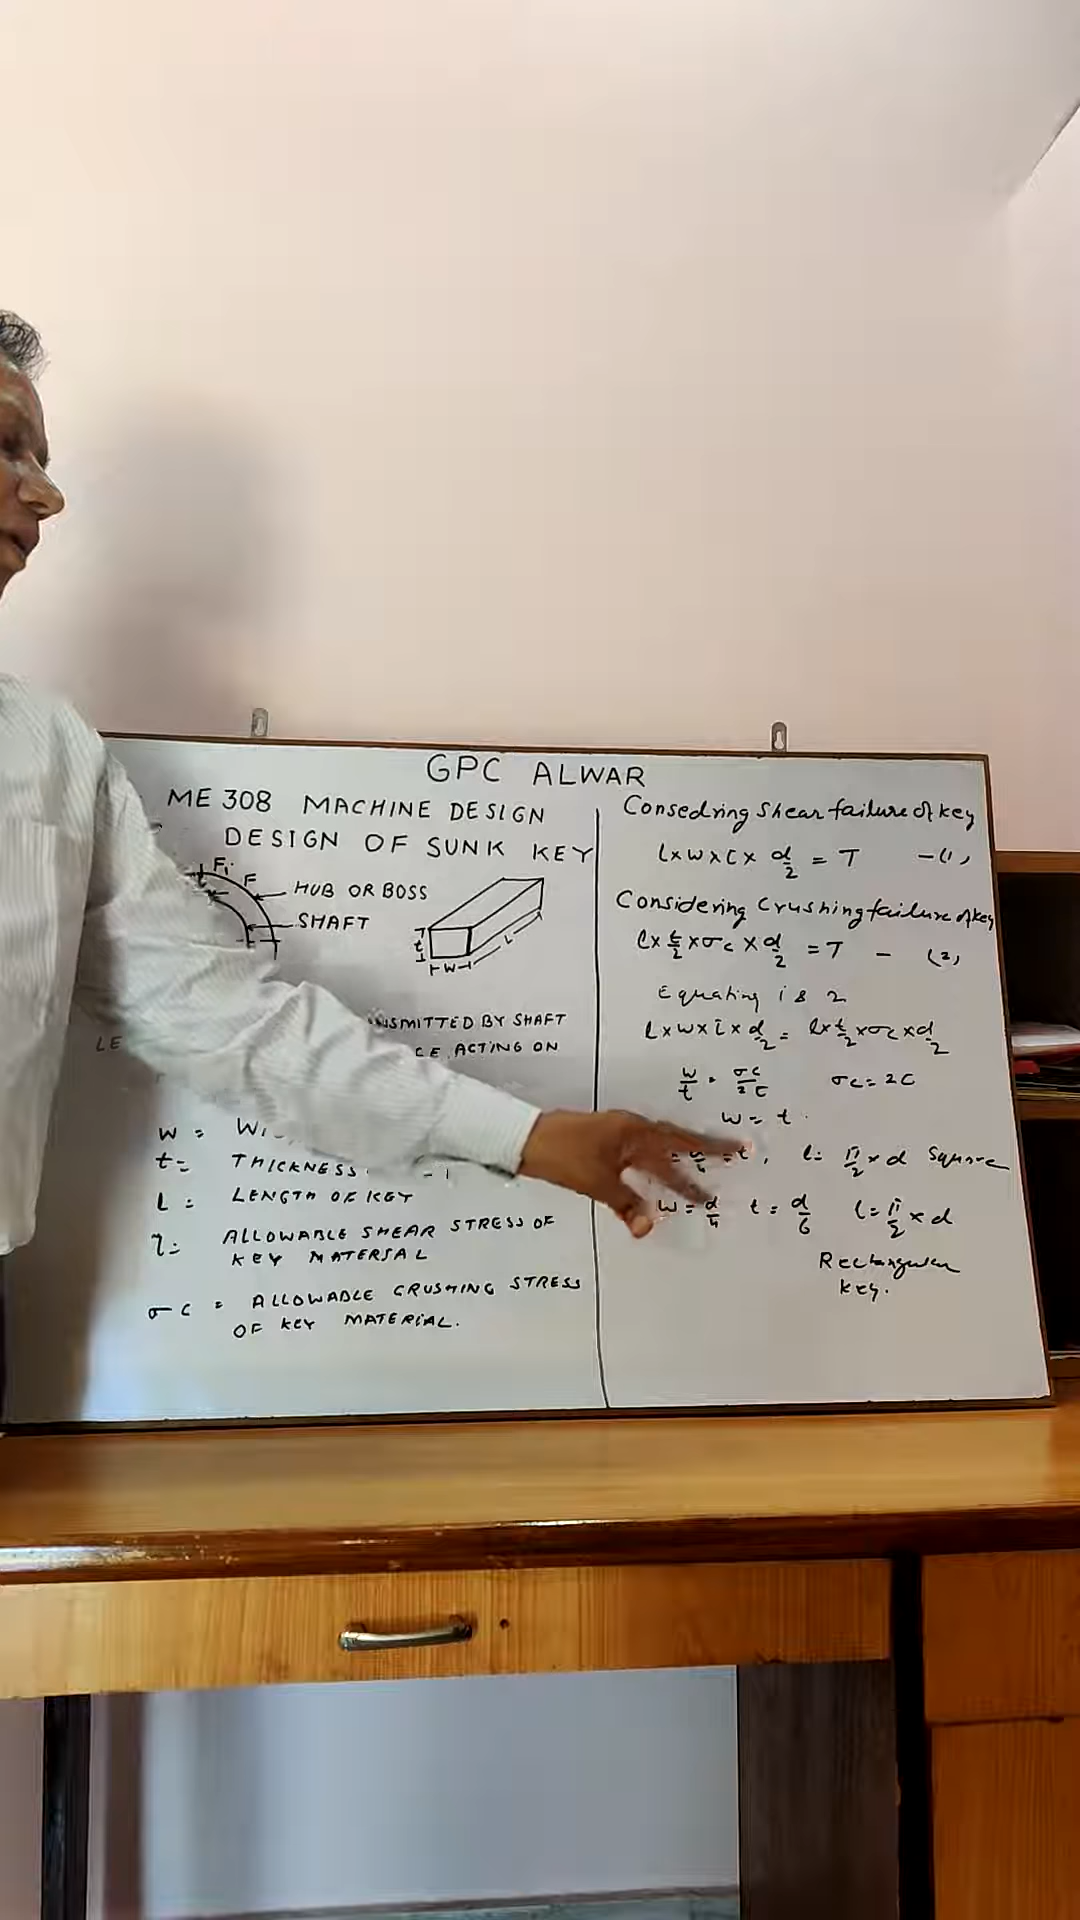 GPC ALWAR
ME 308 MACHINE DESIGN
DESIGN OF SUNK KEY
Fi
F
HUB OR BOSS
SHAFT
t
W
L
BY SHAFT
ACTING ON
W =
t = THICKNESS
L = LENGTH OF KEY
τ = ALLOWABLE SHEAR STRESS OF
KEY MATERSAL
σc = ALLOWABLE CRUSHING STRESS
OF KEY MATERIAL.
Consedring Shear failure of key
l×w×τ× d/2 = T —(1)
Considering Crushing failure of key
l× t/2 ×σc × d/2 = T — (2)
Equating 1 & 2
l×w×τ×d/2 = l×t/2×σc×d/2
w/t = σc/2τ σc = 2τ
w = t
= t, l = π/2 × d Square
w = d/4 t = d/6 l = π/2 × d
Rectangular
key.